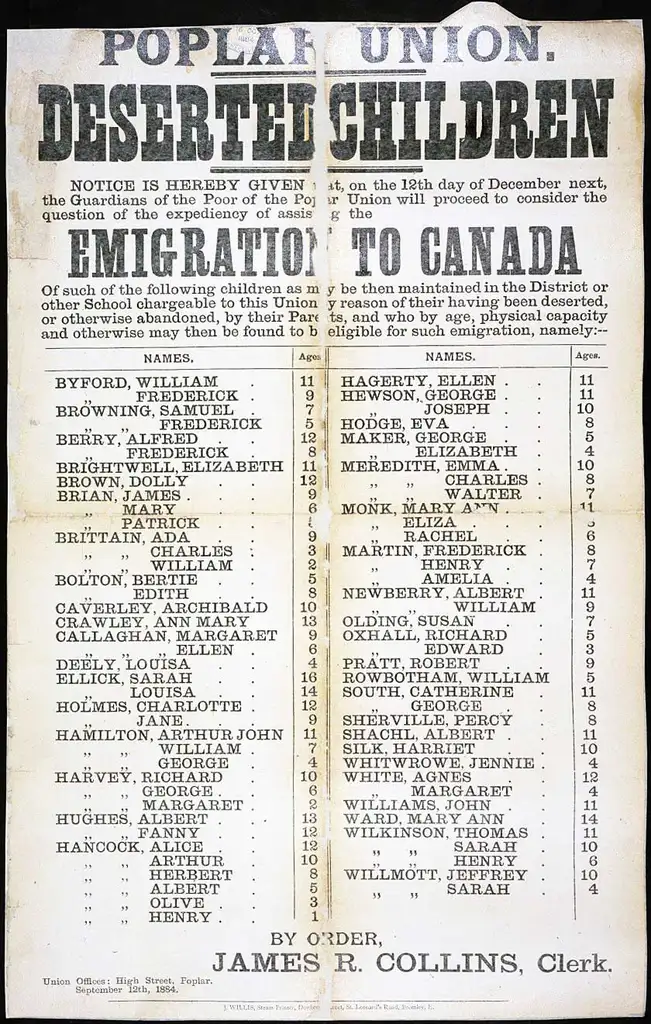 POPLAR UNION.
DESERTED CHILDREN
NOTICE IS HEREBY GIVEN at, on the 12th day of December next,
the Guardians of the Poor of the Poplar Union will proceed to consider the
question of the expediency of assisting the
EMIGRATION TO CANADA
Of such of the following children as may be then maintained in the District or
other School chargeable to this Union by reason of their having been deserted,
or otherwise abandoned, by their Parents, and who by age, physical capacity
and otherwise may then be found to be eligible for such emigration, namely:--
NAMES. Ages
BYFORD, WILLIAM . 11
„ FREDERICK . 9
BROWNING, SAMUEL . 7
„ „ FREDERICK 5
BERRY, ALFRED . . 12
„ FREDERICK . 8
BRIGHTWELL, ELIZABETH 11
BROWN, DOLLY . . 12
BRIAN, JAMES . . . 9
„ MARY . . 6
„ PATRICK . .
BRITTAIN, ADA . . 9
„ „ CHARLES : 3
„ „ WILLIAM . 2
BOLTON, BERTIE . . 5
„ EDITH . . 8
CAVERLEY, ARCHIBALD 10
CRAWLEY, ANN MARY 13
CALLAGHAN, MARGARET 9
„ „ ELLEN . 6
DEELY, LOUISA . . 4
ELLICK, SARAH . . 16
„ LOUISA . . 14
HOLMES, CHARLOTTE . 12
„ JANE . . . 9
HAMILTON, ARTHUR JOHN 11
„ „ WILLIAM . 7
„ „ GEORGE . 4
HARVEY, RICHARD . 10
„ „ GEORGE . . 6
„ „ MARGARET . 2
HUGHES, ALBERT . . 13
„ „ FANNY . . 12
HANCOCK, ALICE . . 12
„ „ ARTHUR . 10
„ „ HERBERT . 8
„ „ ALBERT . 5
„ „ OLIVE . . 3
„ „ HENRY . . 1
NAMES. Ages.
HAGERTY, ELLEN . . . 11
HEWSON, GEORGE . . 11
„ JOSEPH . . 10
HODGE, EVA . . . 8
MAKER, GEORGE . . 5
„ ELIZABETH . 4
MEREDITH, EMMA . . . 10
„ „ CHARLES . 8
„ „ WALTER . 7
MONK, MARY ANN . . 11
„ ELIZA . . .
„ RACHEL . . 6
MARTIN, FREDERICK . 8
„ HENRY . . 7
„ AMELIA . . 4
NEWBERRY, ALBERT . 11
„ „ WILLIAM . 9
OLDING, SUSAN . . 7
OXHALL, RICHARD . . 5
„ EDWARD . . 3
PRATT, ROBERT . . 9
ROWBOTHAM, WILLIAM 5
SOUTH, CATHERINE . 11
„ GEORGE . . 8
SHERVILLE, PERCY . 8
SHACHL, ALBERT . . 11
SILK, HARRIET . . 10
WHITWROWE, JENNIE . 4
WHITE, AGNES . . 12
„ MARGARET . 4
WILLIAMS, JOHN . . 11
WARD, MARY ANN . 14
WILKINSON, THOMAS . 11
„ „ SARAH . 10
„ „ HENRY . 6
WILLMOTT, JEFFREY . 10
„ „ SARAH . 4
BY ORDER,
JAMES R. COLLINS, Clerk.
Union Offices: High Street, Poplar.
September 12th, 1884.
J. WILLIS, Steam Printer, St. Leonard's Road, Bromley, E.